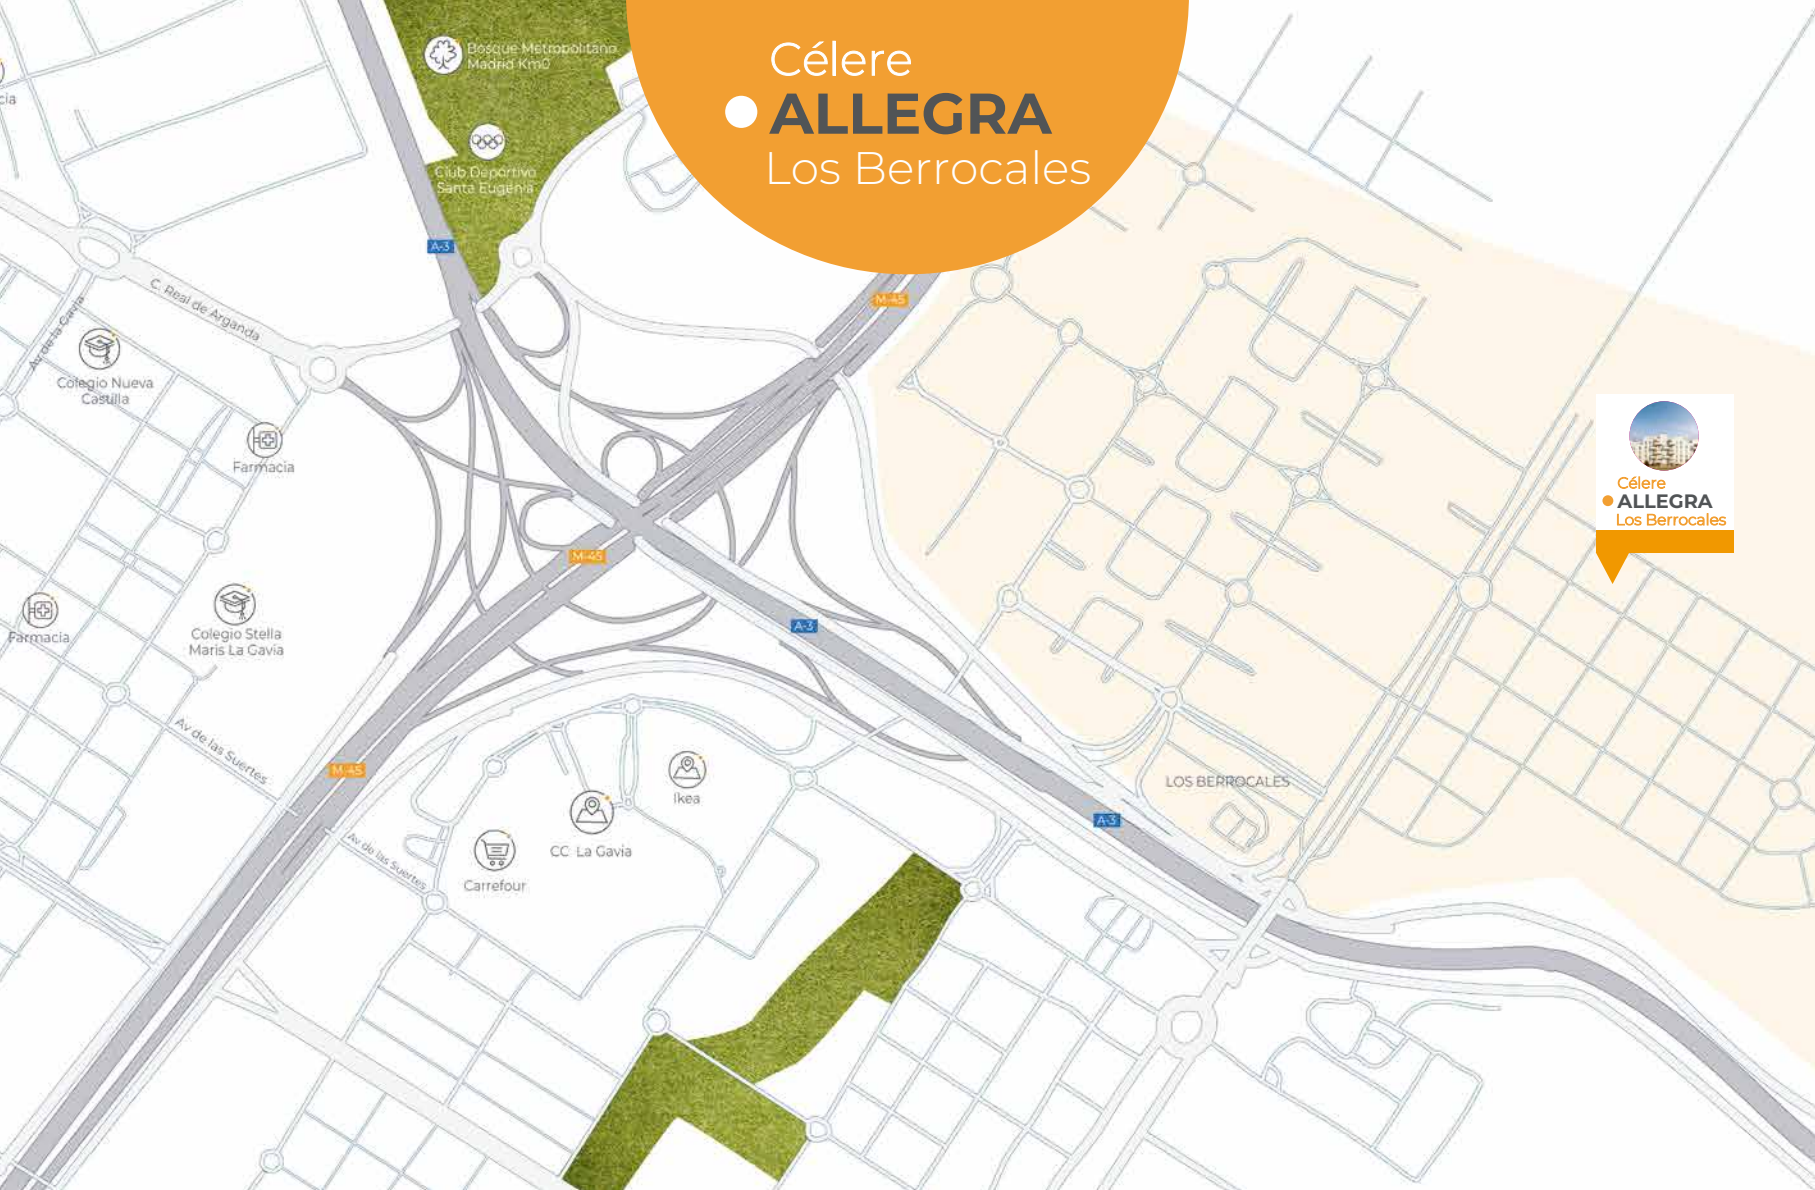 Célere
ALLEGRA
Los Berrocales
Bosque Metropolitano
Madrid Km0
Club Deportivo
Santa Eugenia
A-3
C. Real de Arganda
Av de la Gavia
Colegio Nueva
Castilla
Farmacia
M-45
Célere
ALLEGRA
Los Berrocales
M-45
Farmacia
Colegio Stella
Maris La Gavia
A-3
Av de las Suertes
M-45
Ikea
CC La Gavia
Carrefour
Av de las Suertes
LOS BERROCALES
A-3